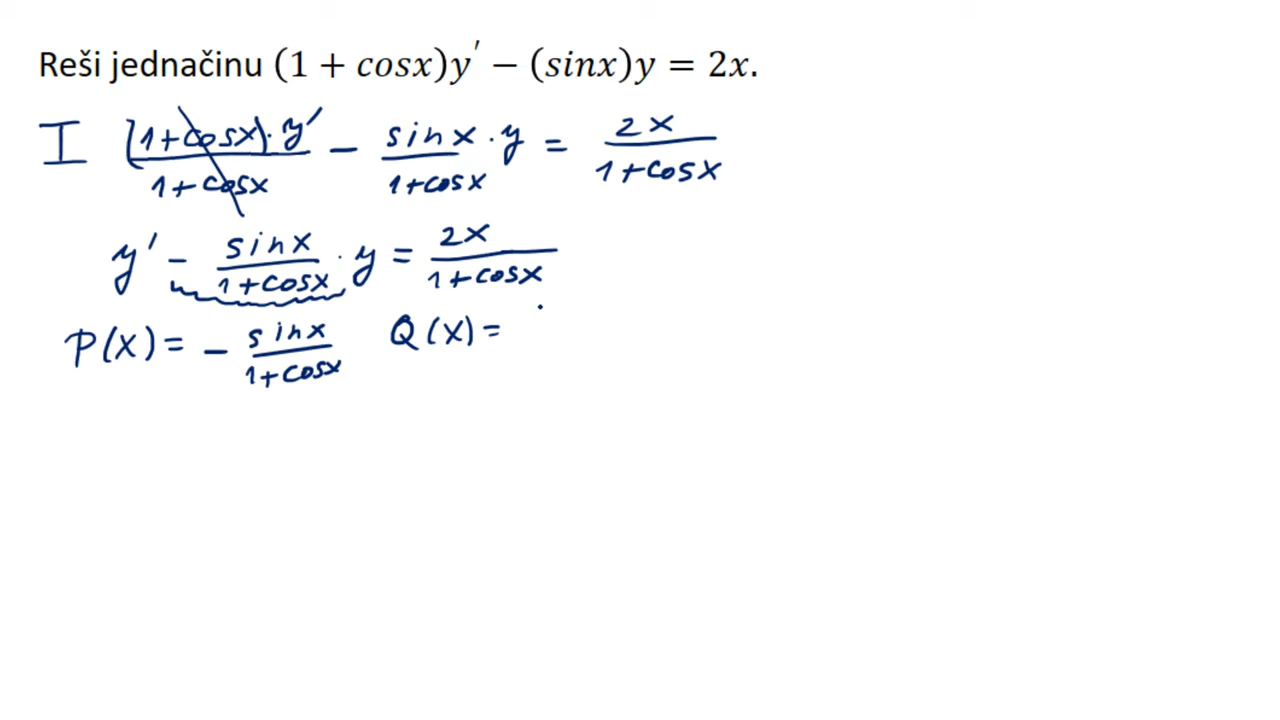 Reši jednačinu (1 + cosx)y′ − (sinx)y = 2x.
I (1+cosx)·y′/1+cosx − sinx/1+cosx · y = 2x/1+cosx
y′ − sinx/1+cosx · y = 2x/1+cosx
P(x) = − sinx/1+cosx Q(x) =